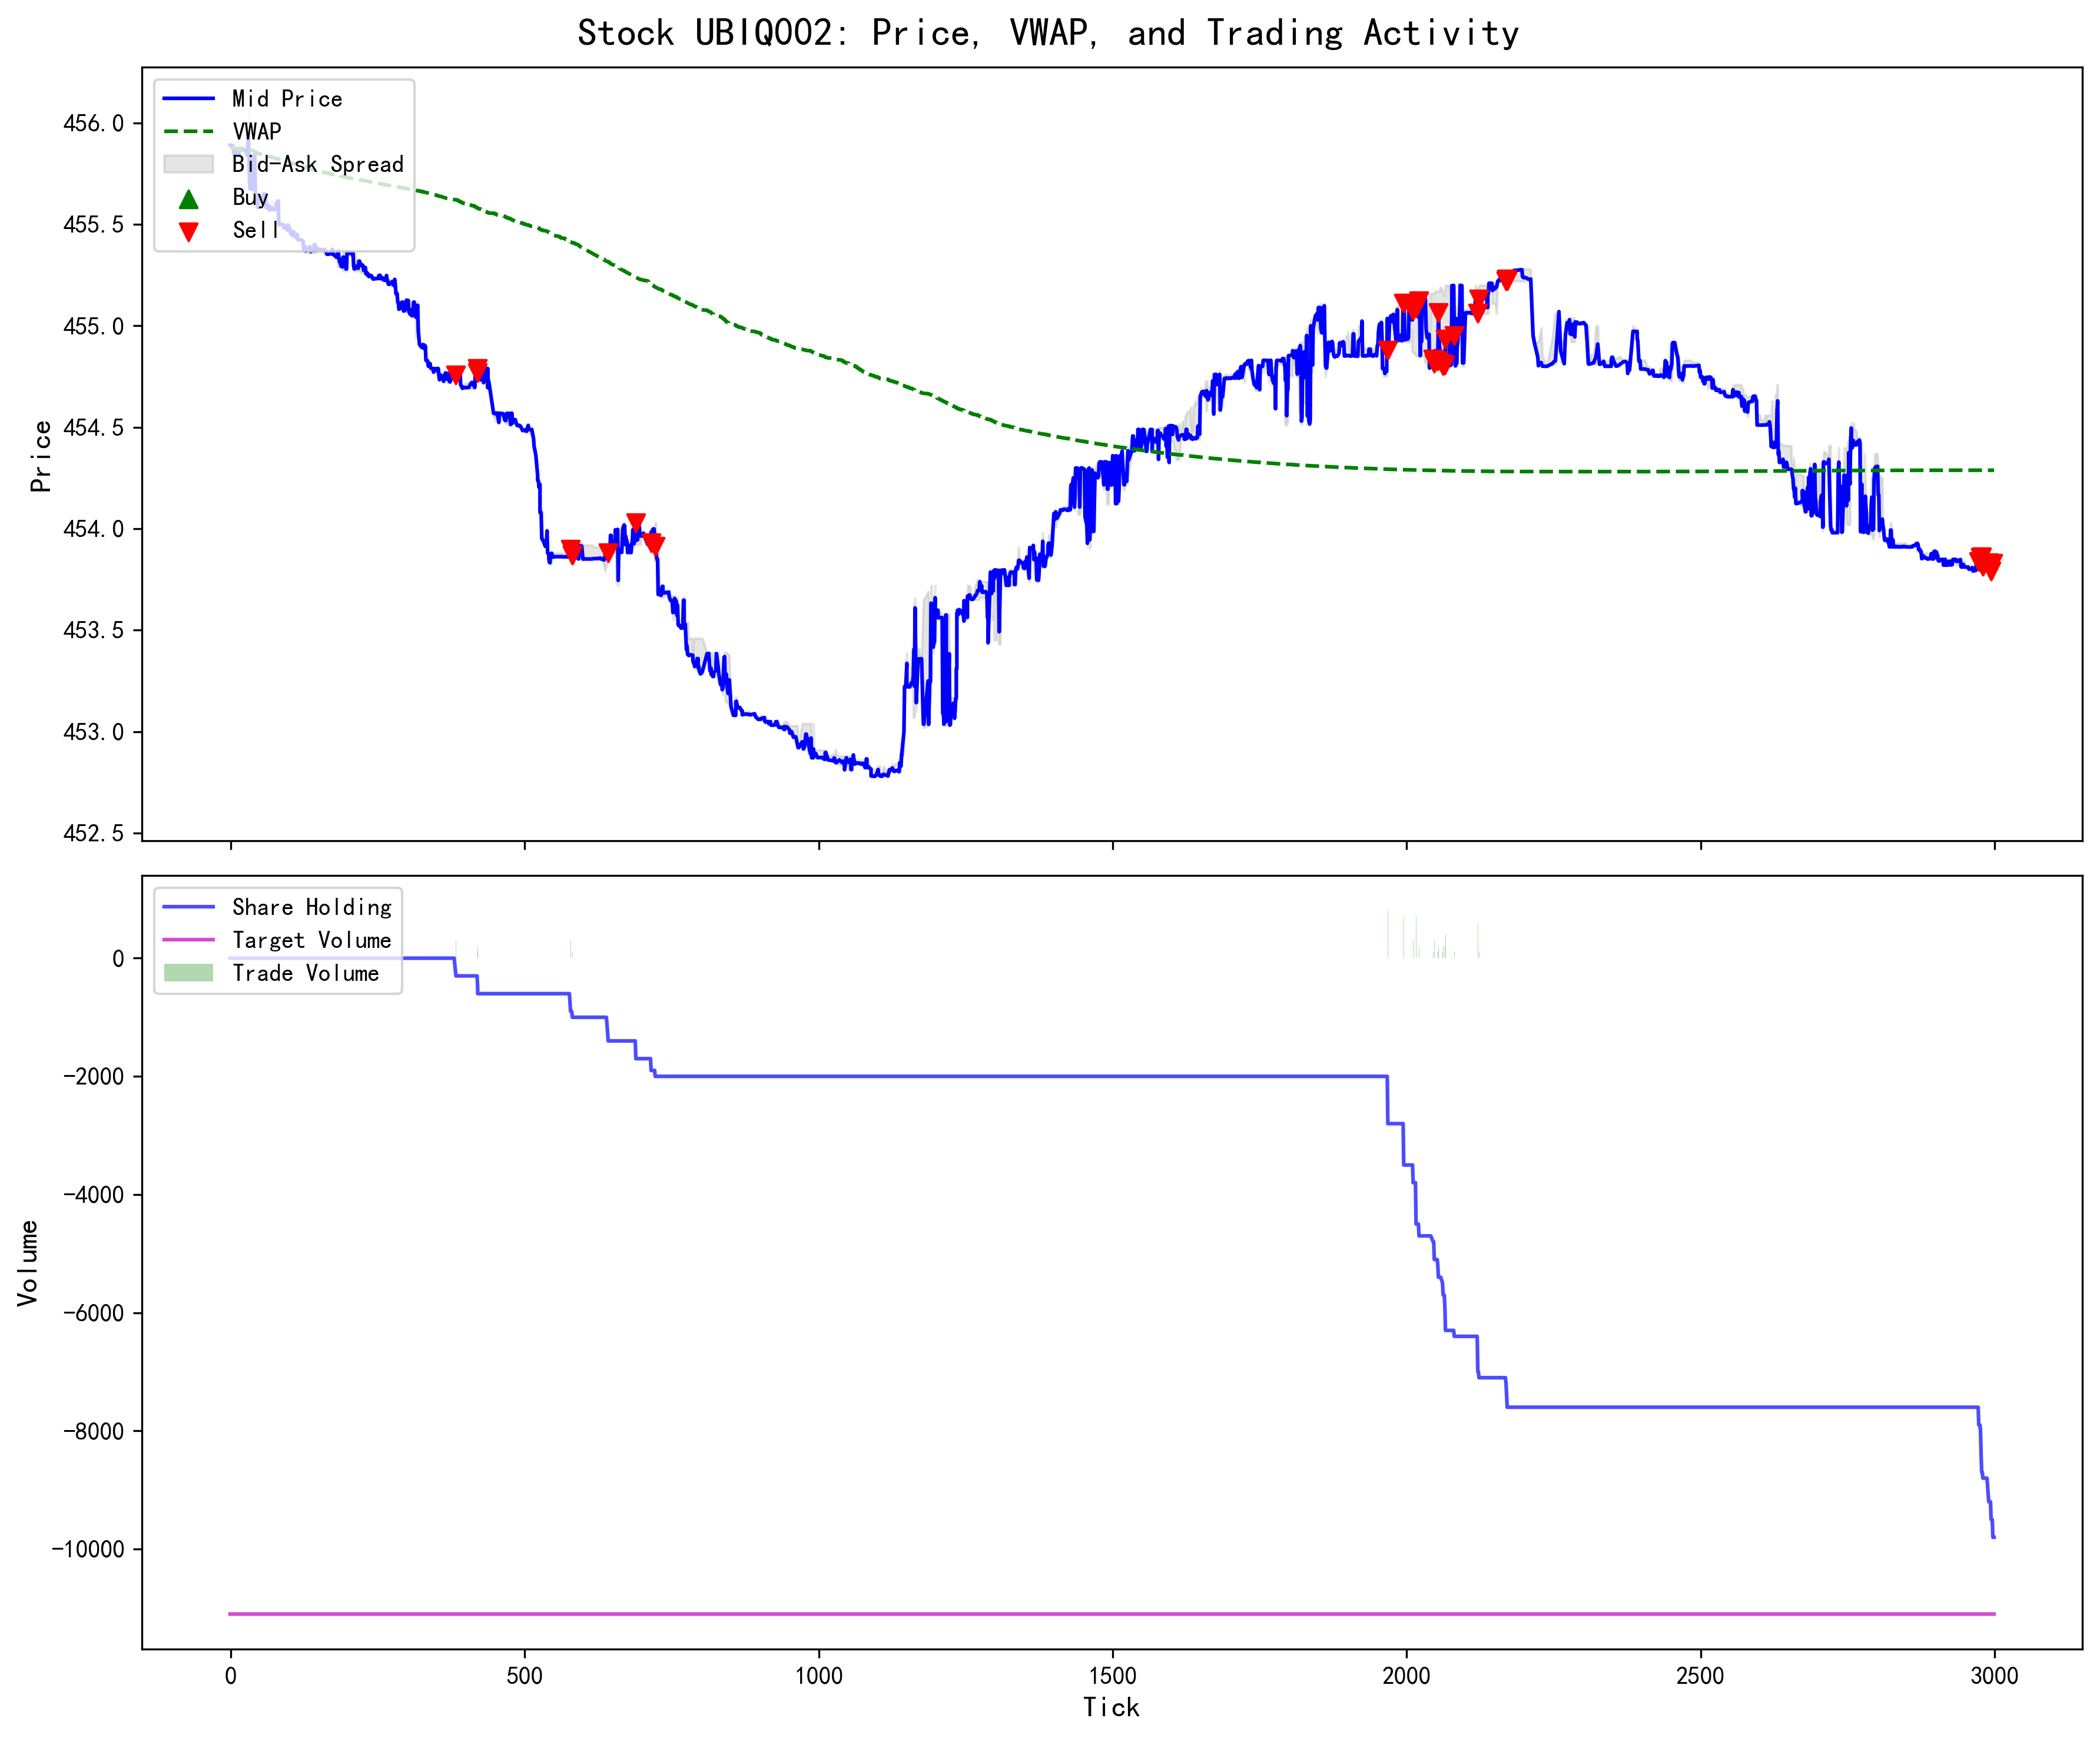 Stock UBIQ002: Price, VWAP, and Trading Activity
Mid Price
VWAP
Bid-Ask Spread
Buy
Sell
456.0
455.5
455.0
454.5
454.0
453.5
453.0
452.5
Price
Share Holding
Target Volume
Trade Volume
0
-2000
-4000
-6000
-8000
-10000
Volume
0 500 1000 1500 2000 2500 3000
Tick